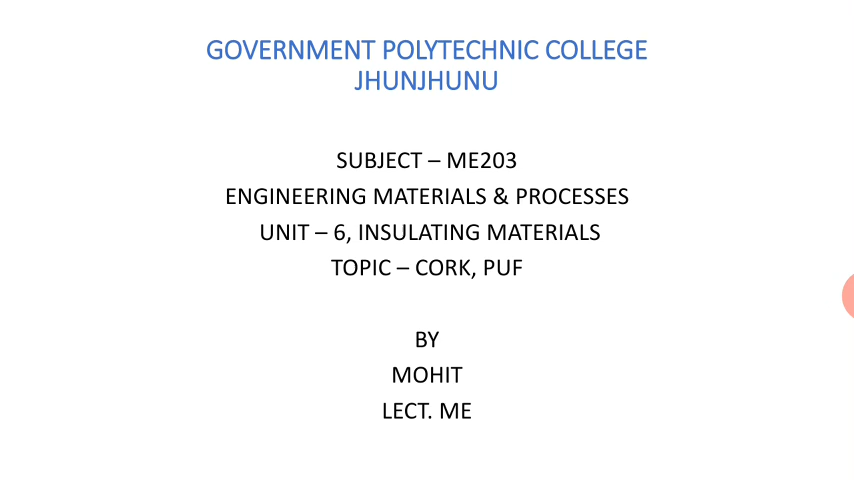 GOVERNMENT POLYTECHNIC COLLEGE
JHUNJHUNU
SUBJECT – ME203
ENGINEERING MATERIALS & PROCESSES
UNIT – 6, INSULATING MATERIALS
TOPIC – CORK, PUF
BY
MOHIT
LECT. ME